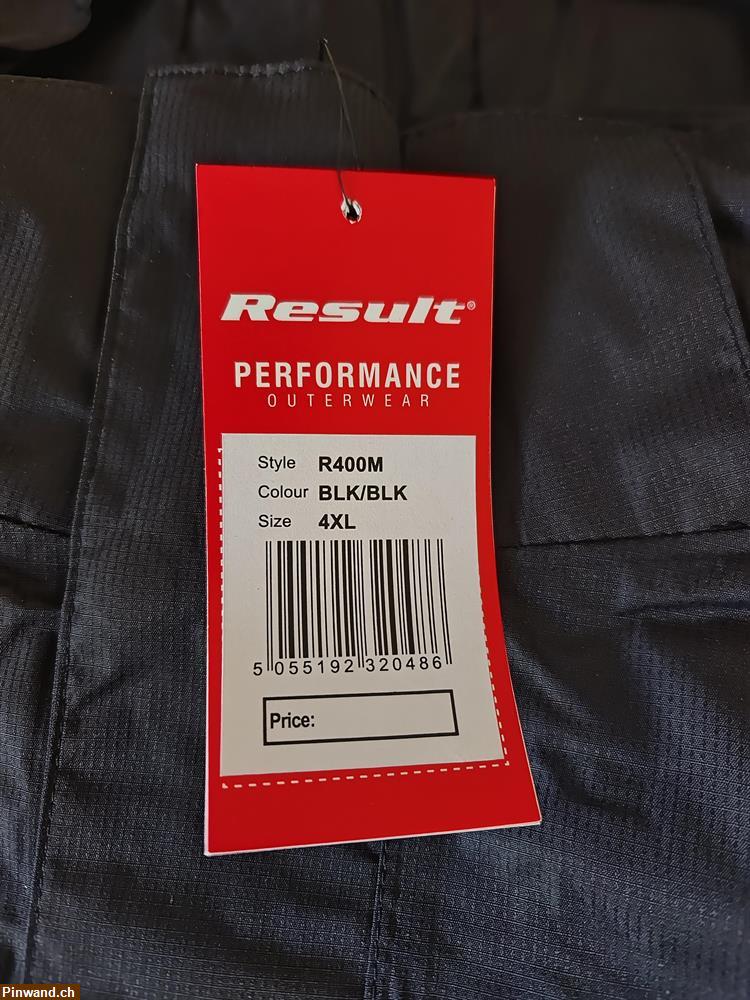 Result®
PERFORMANCE
OUTERWEAR
Style R400M
Colour BLK/BLK
Size 4XL
5 055192 320486
Price:
Pinwand.ch